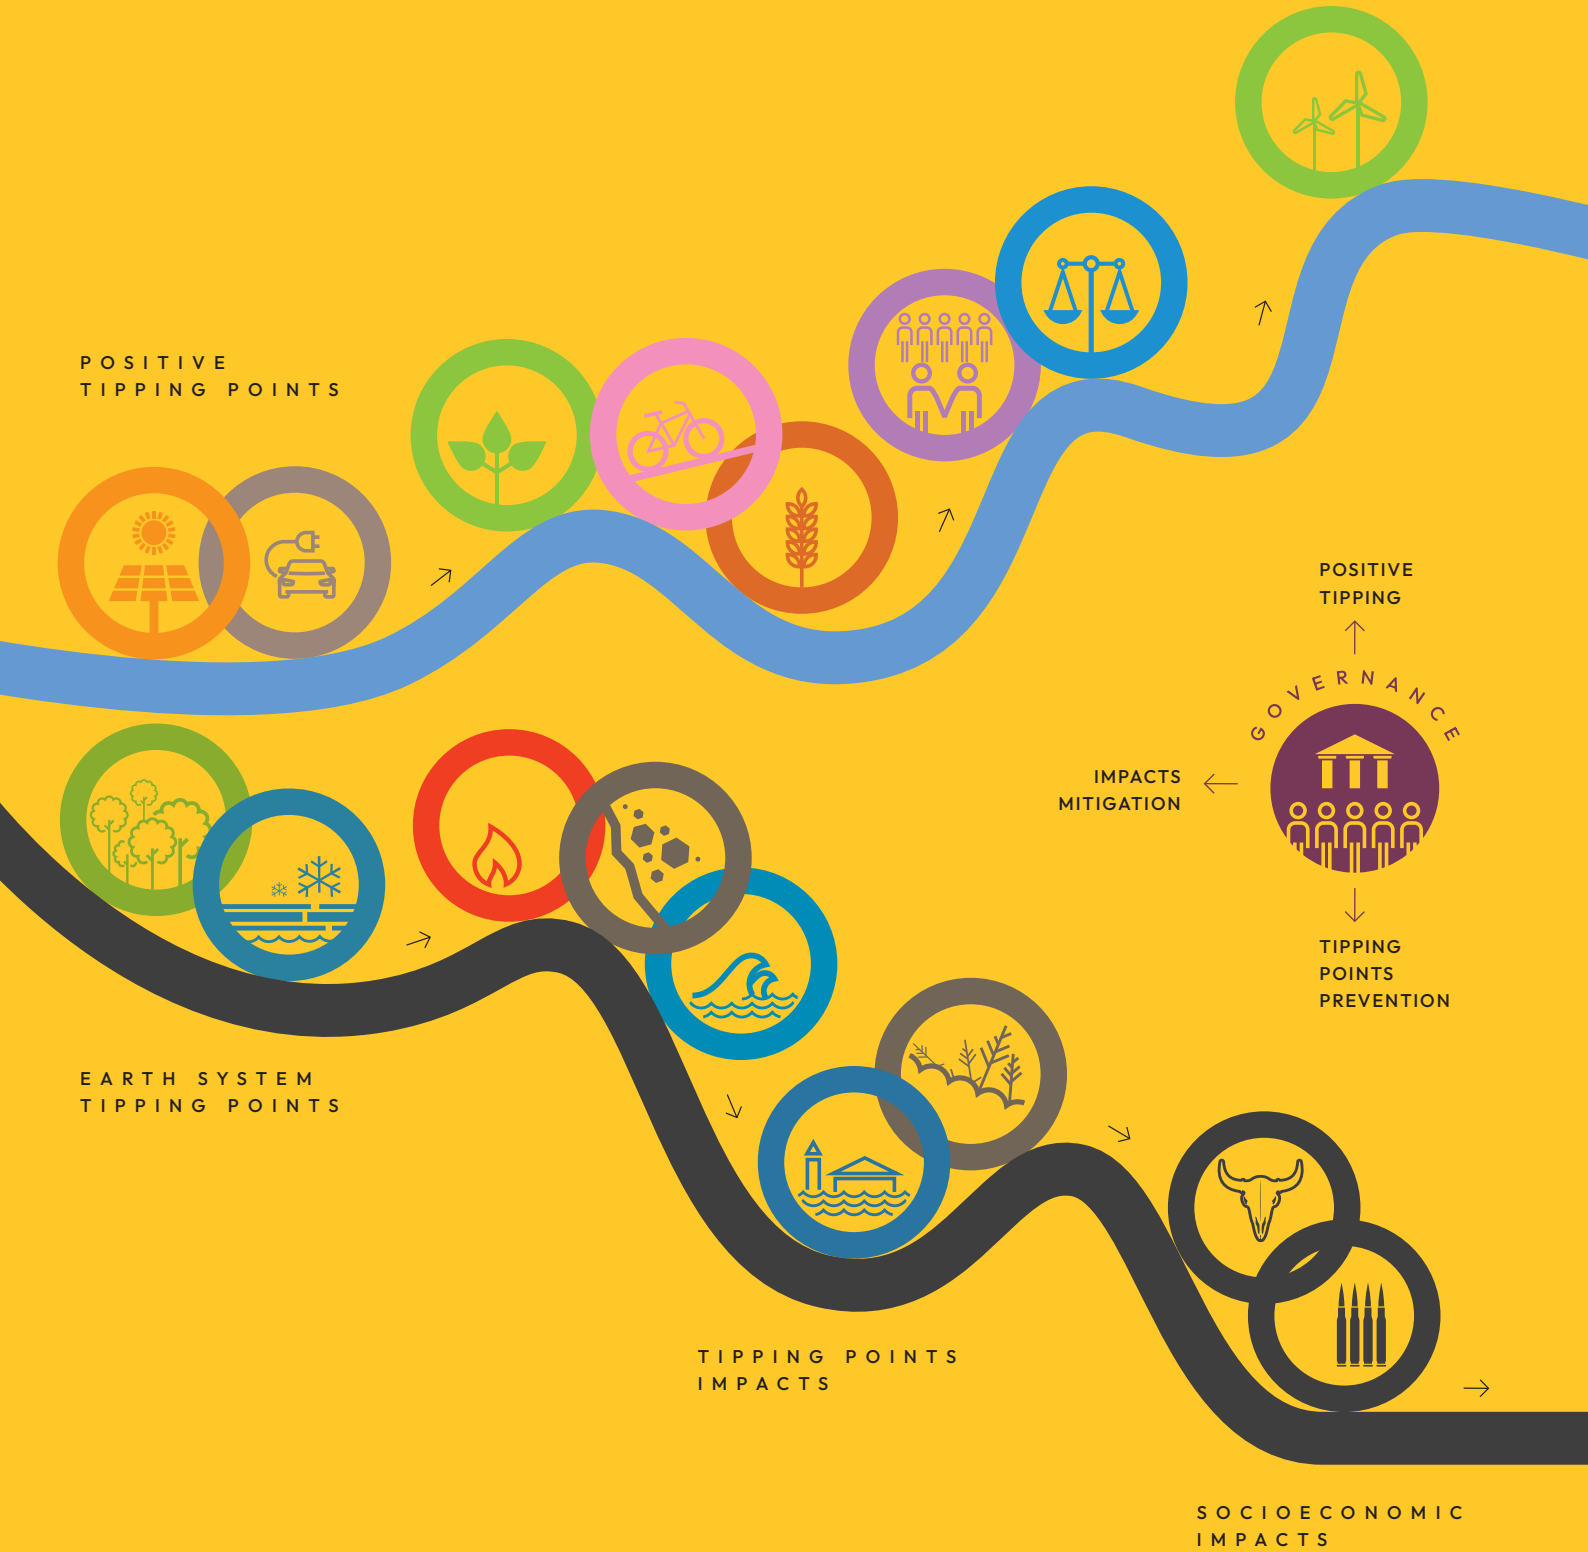 POSITIVE
TIPPING POINTS
POSITIVE
TIPPING
GOVERNANCE
IMPACTS
MITIGATION
TIPPING
POINTS
PREVENTION
EARTH SYSTEM
TIPPING POINTS
TIPPING POINTS
IMPACTS
SOCIOECONOMIC
IMPACTS